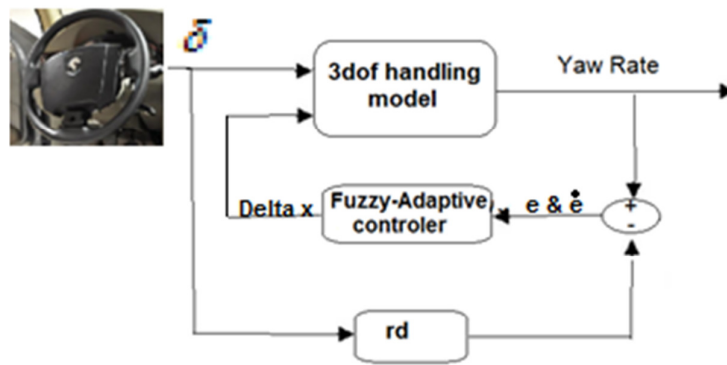 δ
3dof handling
model
Yaw Rate
Delta x
Fuzzy-Adaptive
controler
e & ė
+
-
rd